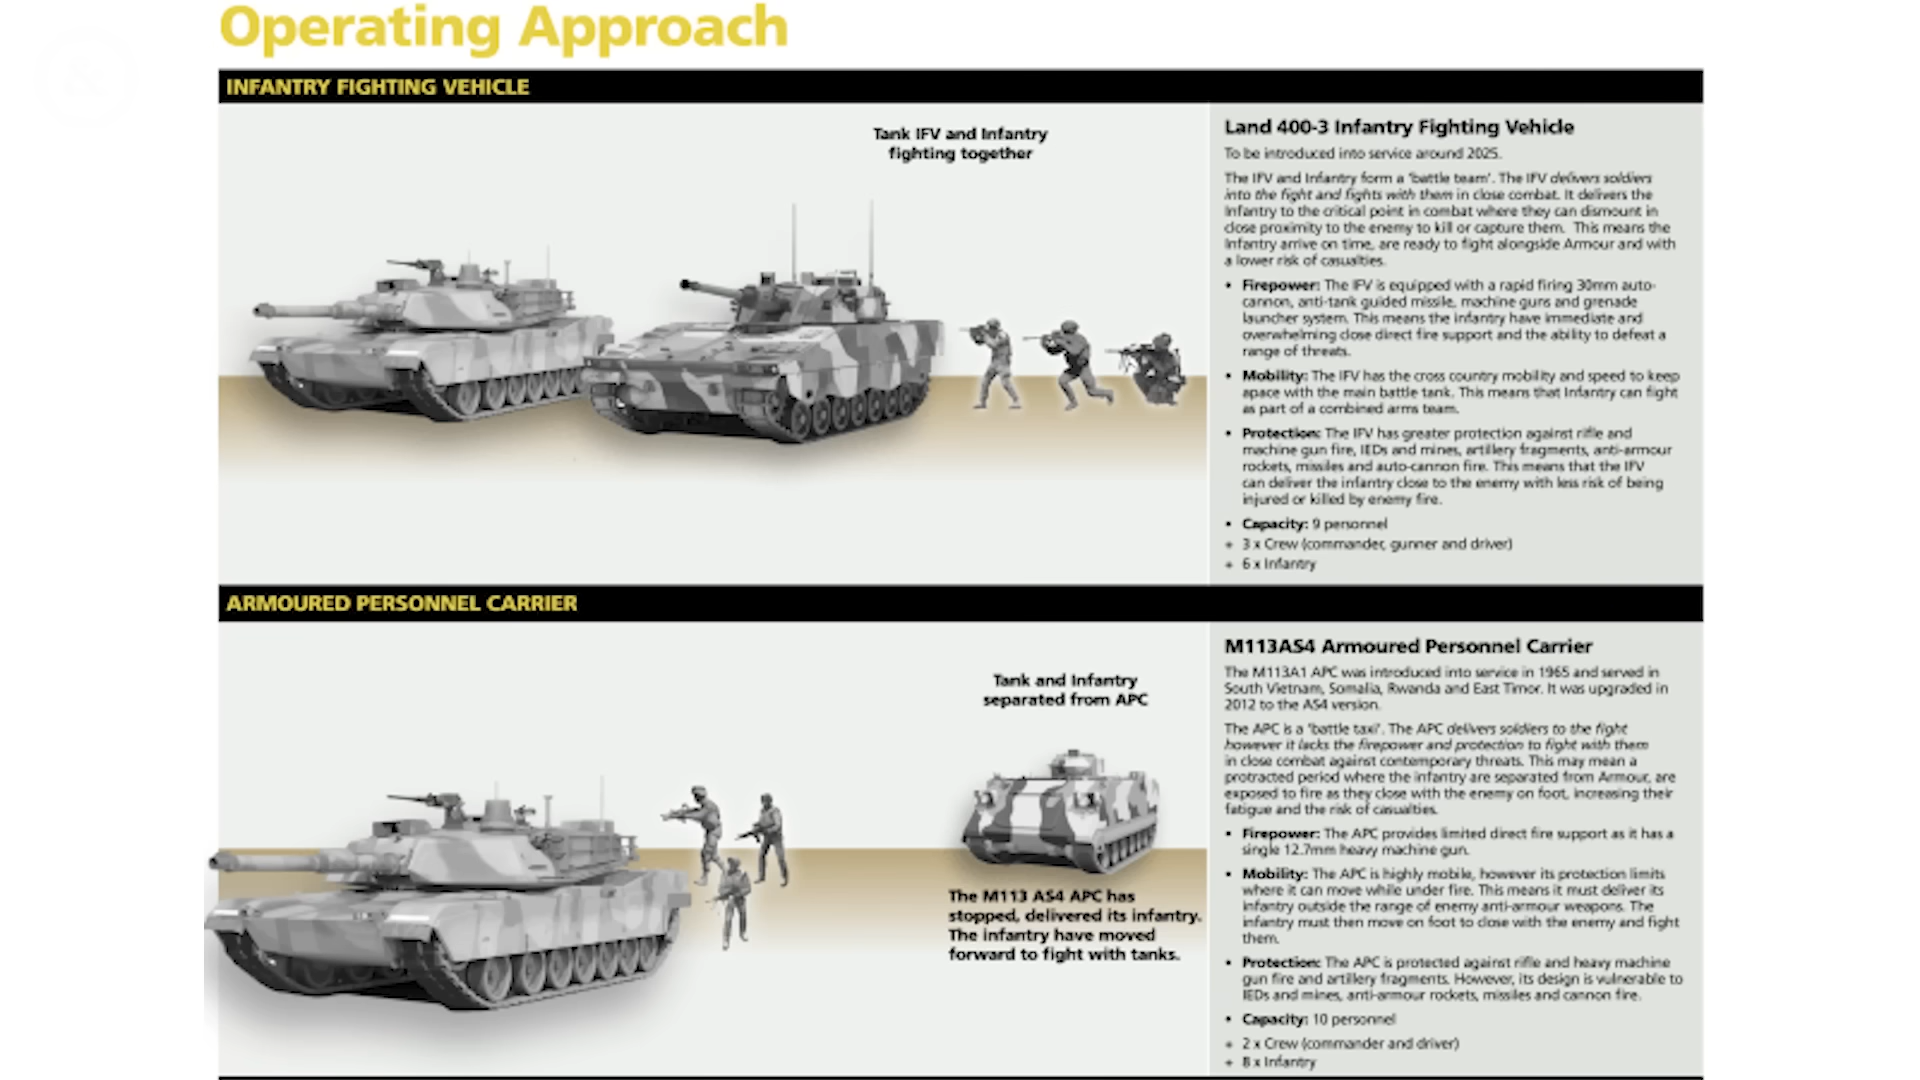 Operating Approach
INFANTRY FIGHTING VEHICLE
Tank IFV and Infantry
fighting together
Land 400-3 Infantry Fighting Vehicle
To be introduced into service around 2025.
The IFV and Infantry form a 'battle team'. The IFV delivers soldiers
into the fight and fights with them in close combat. It delivers the
Infantry to the critical point in combat where they can dismount in
close proximity to the enemy to kill or capture them. This means the
Infantry arrive on time, are ready to fight alongside Armour and with
a lower risk of casualties.
• Firepower: The IFV is equipped with a rapid firing 30mm auto-
cannon, anti-tank guided missile, machine guns and grenade
launcher system. This means the infantry have immediate and
overwhelming close direct fire support and the ability to defeat a
range of threats.
• Mobility: The IFV has the cross country mobility and speed to keep
apace with the main battle tank. This means that Infantry can fight
as part of a combined arms team.
• Protection: The IFV has greater protection against rifle and
machine gun fire, IEDs and mines, artillery fragments, anti-armour
rockets, missiles and auto-cannon fire. This means that the IFV
can deliver the infantry close to the enemy with less risk of being
injured or killed by enemy fire.
• Capacity: 9 personnel
+ 3 x Crew (commander, gunner and driver)
+ 6 x Infantry
ARMOURED PERSONNEL CARRIER
Tank and Infantry
separated from APC
The M113 AS4 APC has
stopped, delivered its infantry.
The infantry have moved
forward to fight with tanks.
M113AS4 Armoured Personnel Carrier
The M113A1 APC was introduced into service in 1965 and served in
South Vietnam, Somalia, Rwanda and East Timor. It was upgraded in
2012 to the AS4 version.
The APC is a 'battle taxi'. The APC delivers soldiers to the fight
however it lacks the firepower and protection to fight with them
in close combat against contemporary threats. This may mean a
protracted period where the infantry are separated from Armour, are
exposed to fire as they close with the enemy on foot, increasing their
fatigue and the risk of casualties.
• Firepower: The APC provides limited direct fire support as it has a
single 12.7mm heavy machine gun.
• Mobility: The APC is highly mobile, however its protection limits
where it can move while under fire. This means it must deliver its
infantry outside the range of enemy anti-armour weapons. The
infantry must then move on foot to close with the enemy and fight
them.
• Protection: The APC is protected against rifle and heavy machine
gun fire and artillery fragments. However, its design is vulnerable to
IEDs and mines, anti-armour rockets, missiles and cannon fire.
• Capacity: 10 personnel
+ 2 x Crew (commander and driver)
+ 8 x Infantry